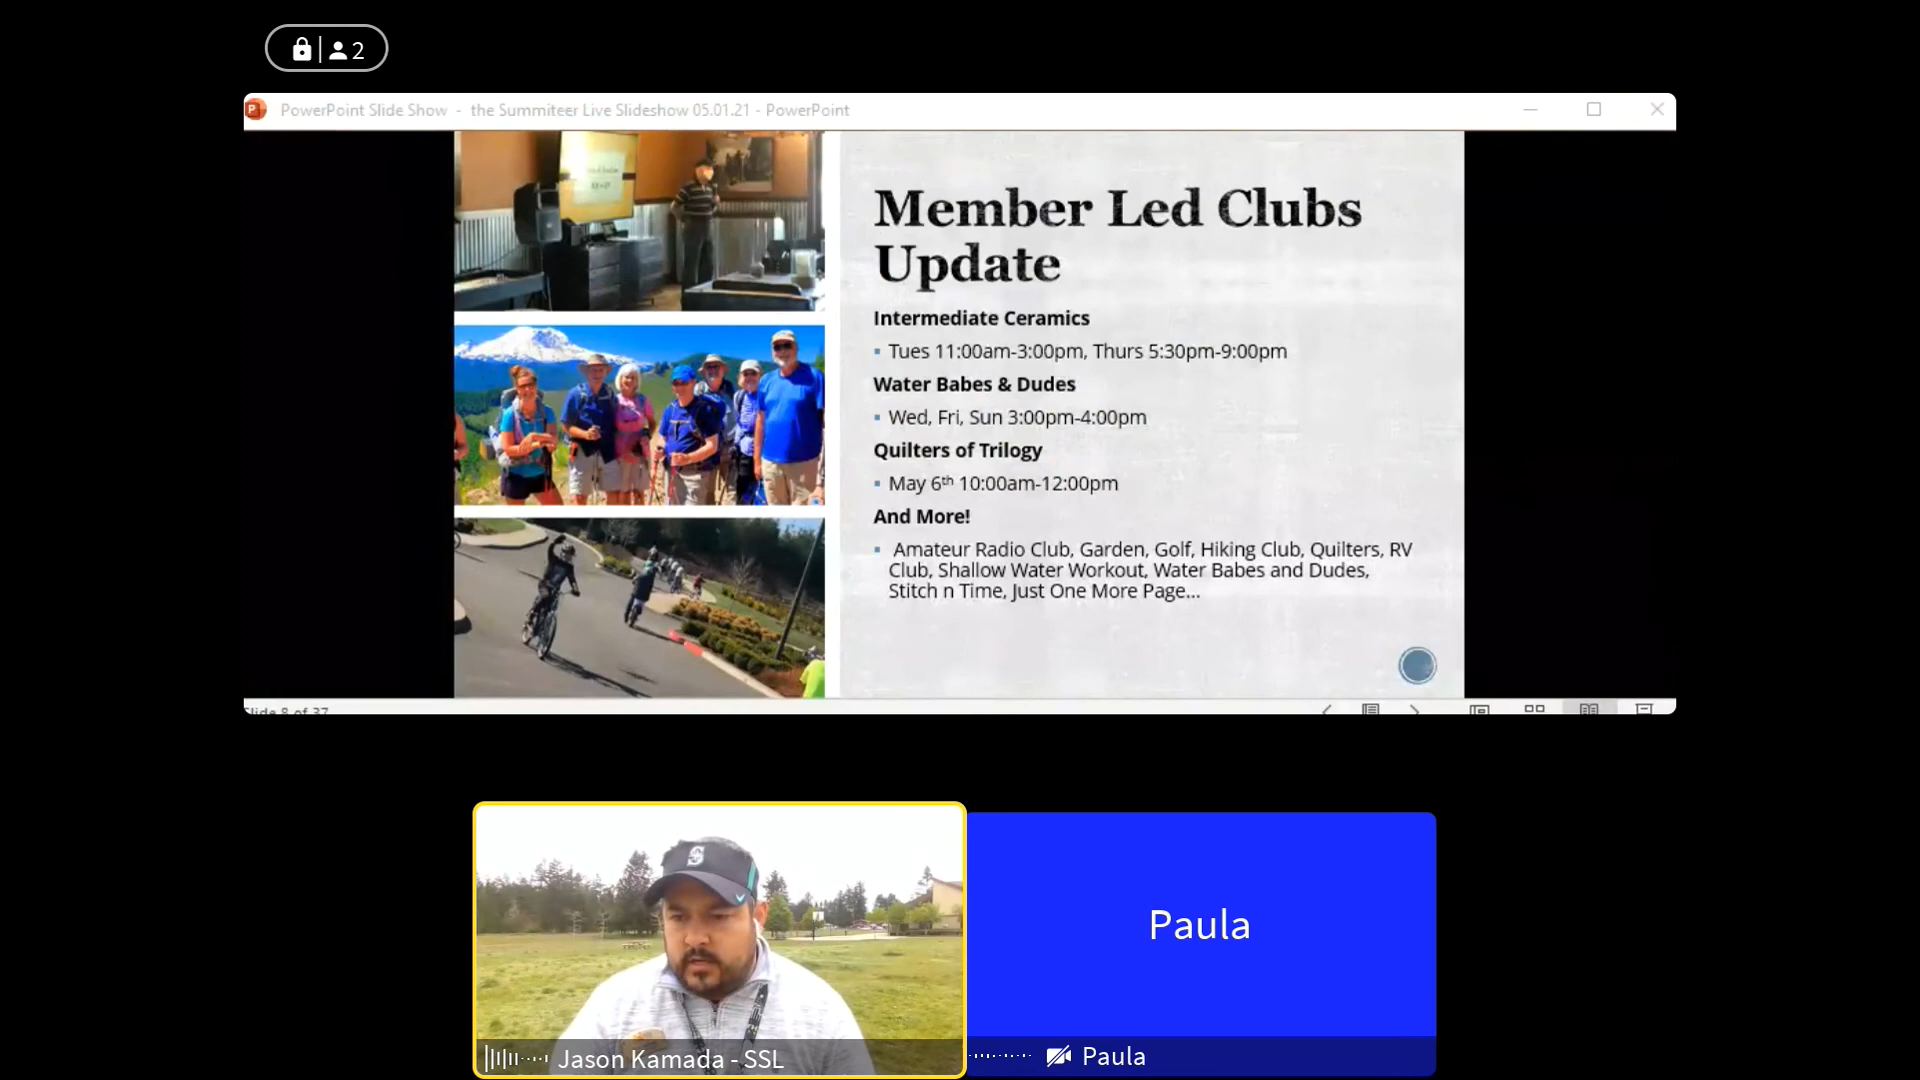 2
PowerPoint Slide Show - the Summiteer Live Slideshow 05.01.21 - PowerPoint
Member Led Clubs
Update
Intermediate Ceramics
▪ Tues 11:00am-3:00pm, Thurs 5:30pm-9:00pm
Water Babes & Dudes
▪ Wed, Fri, Sun 3:00pm-4:00pm
Quilters of Trilogy
▪ May 6th 10:00am-12:00pm
And More!
▪ Amateur Radio Club, Garden, Golf, Hiking Club, Quilters, RV
Club, Shallow Water Workout, Water Babes and Dudes,
Stitch n Time, Just One More Page...
Slide 8 of 37
S
Paula
Jason Kamada - SSL
Paula